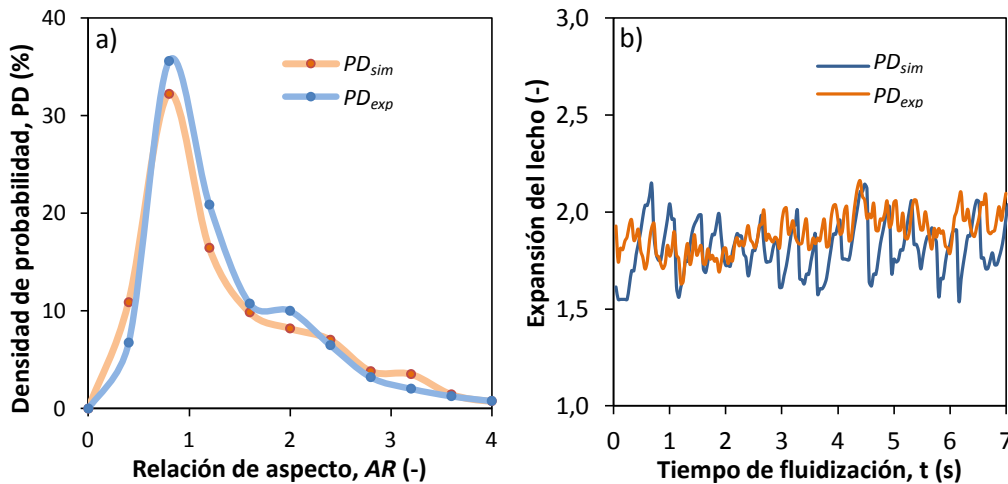 a)
PDsim
PDexp
Densidad de probabilidad, PD (%)
40
30
20
10
0
0 1 2 3 4
Relación de aspecto, AR (-)
b)
PDsim
PDexp
Expansión del lecho (-)
3,0
2,5
2,0
1,5
1,0
0 1 2 3 4 5 6 7
Tiempo de fluidización, t (s)